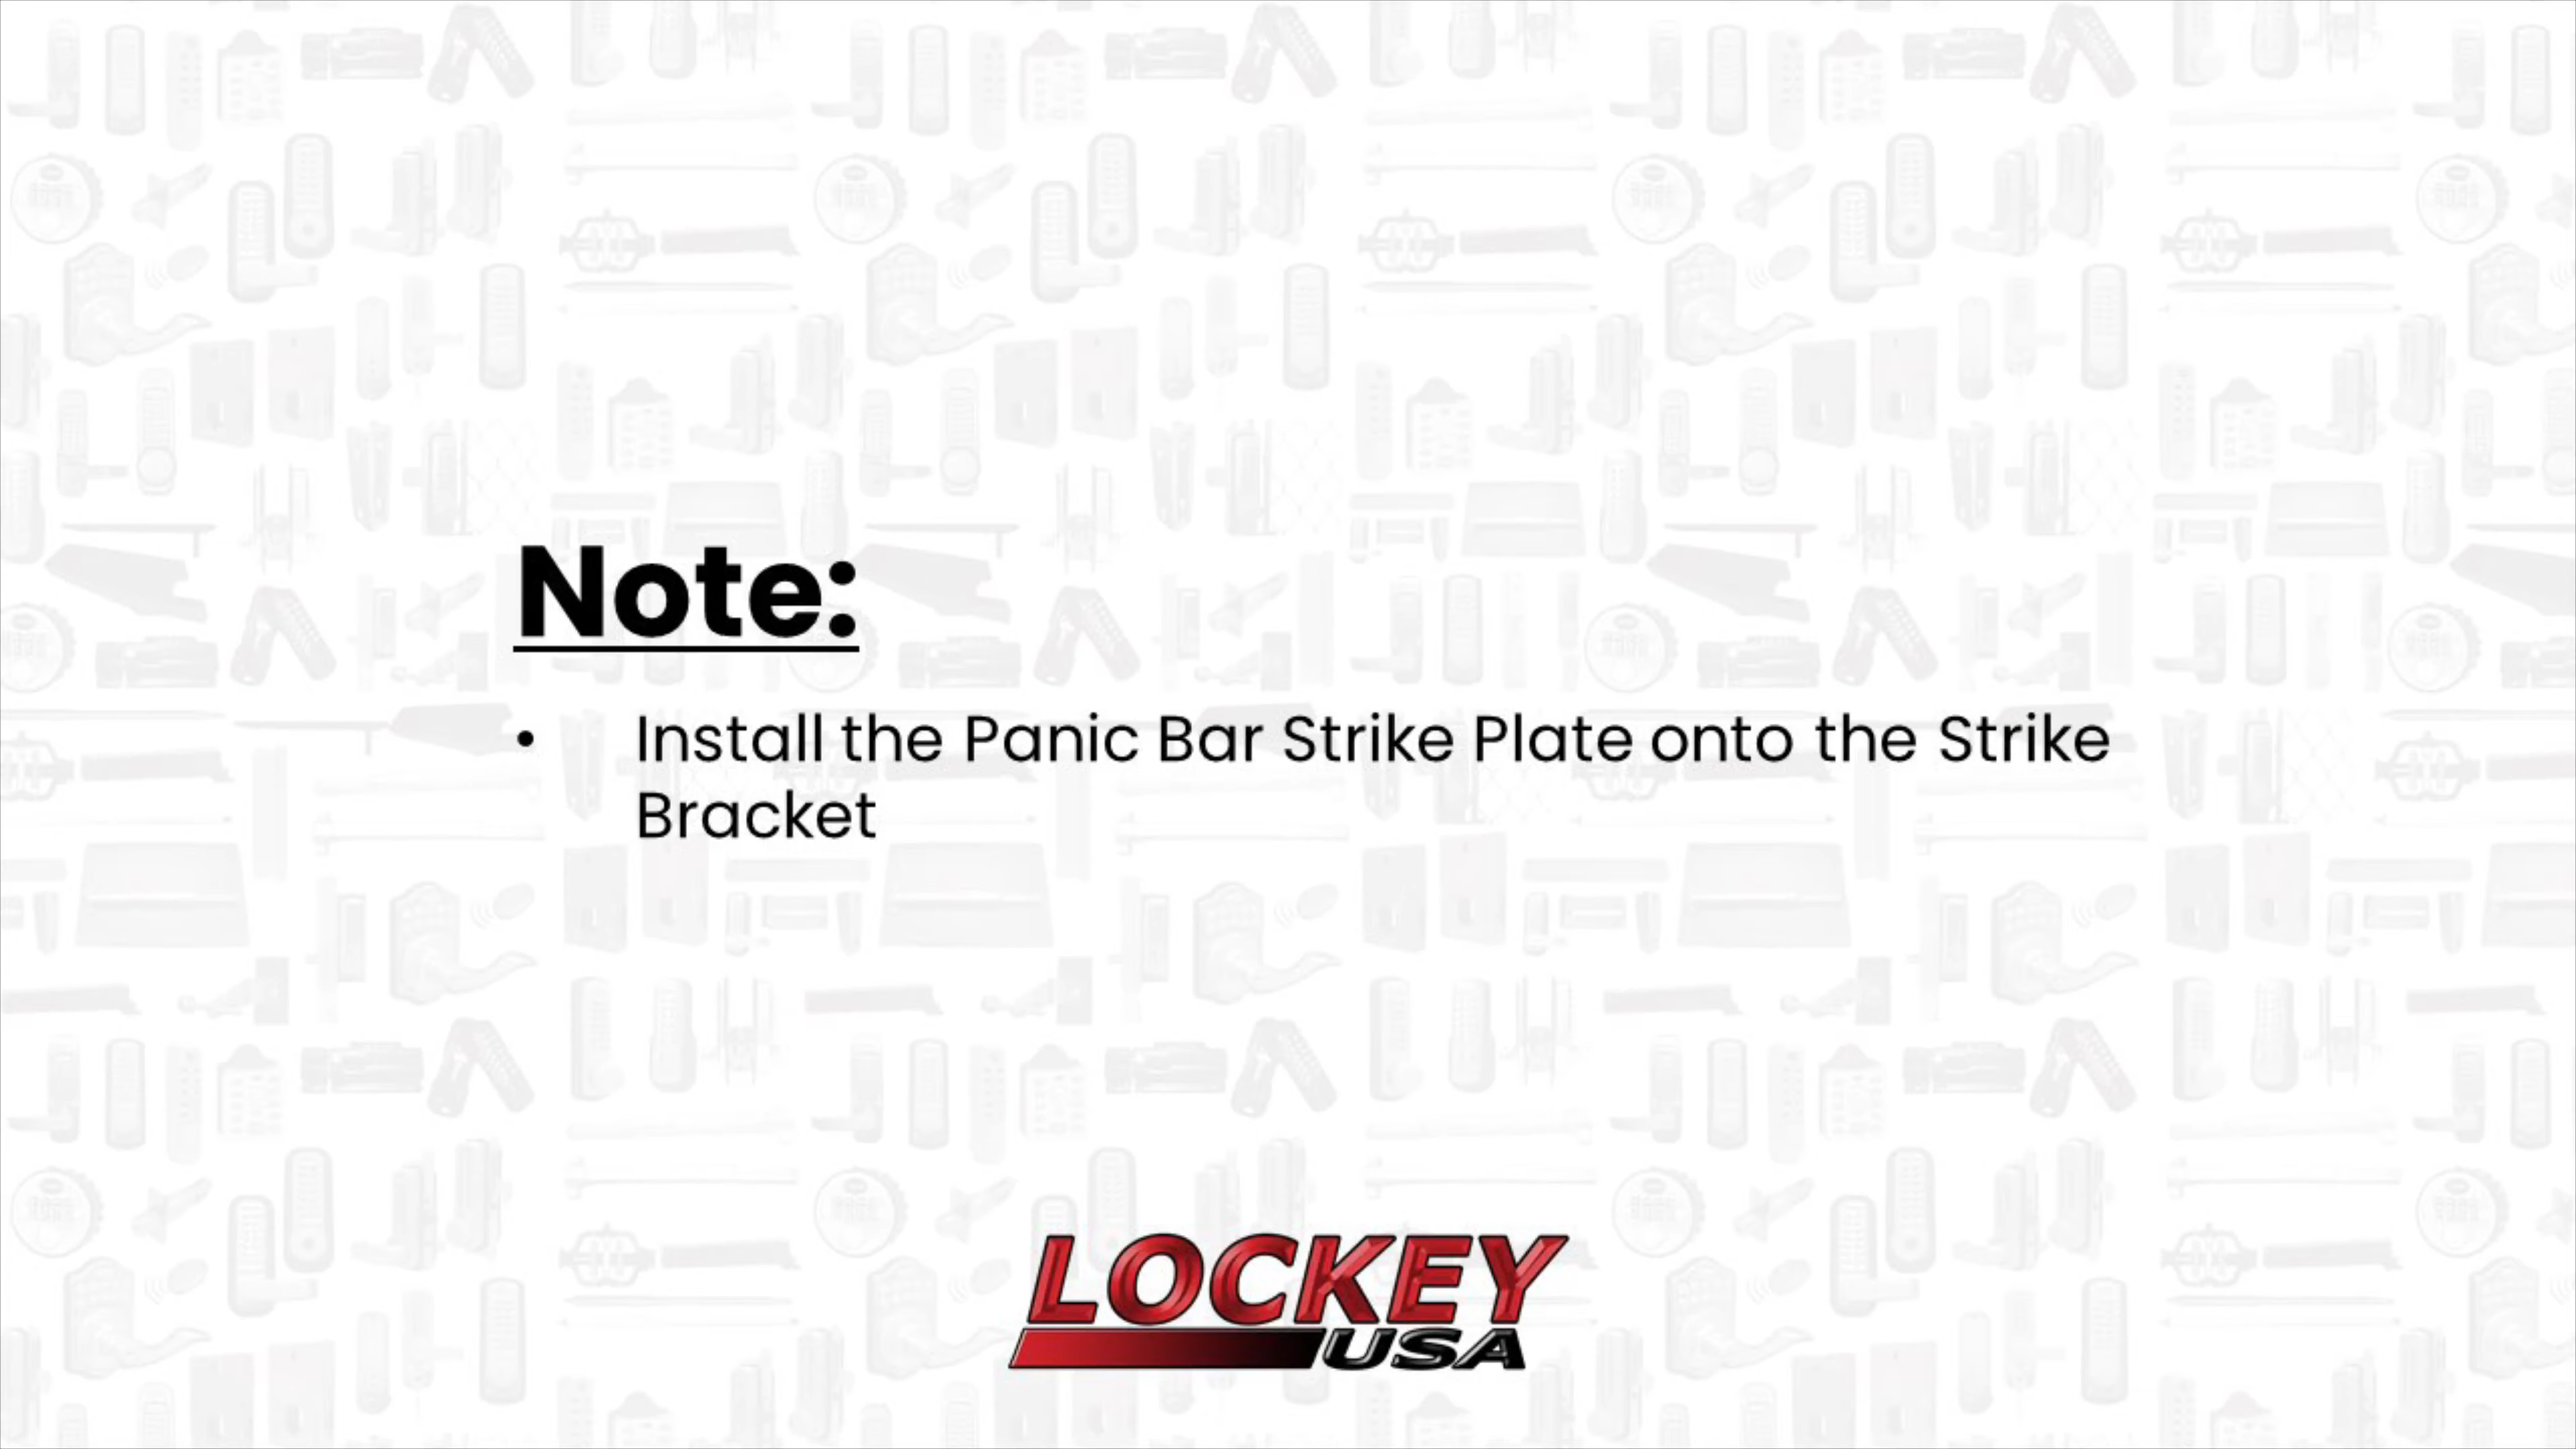 Note:
• Install the Panic Bar Strike Plate onto the Strike
Bracket
LOCKEY
USA